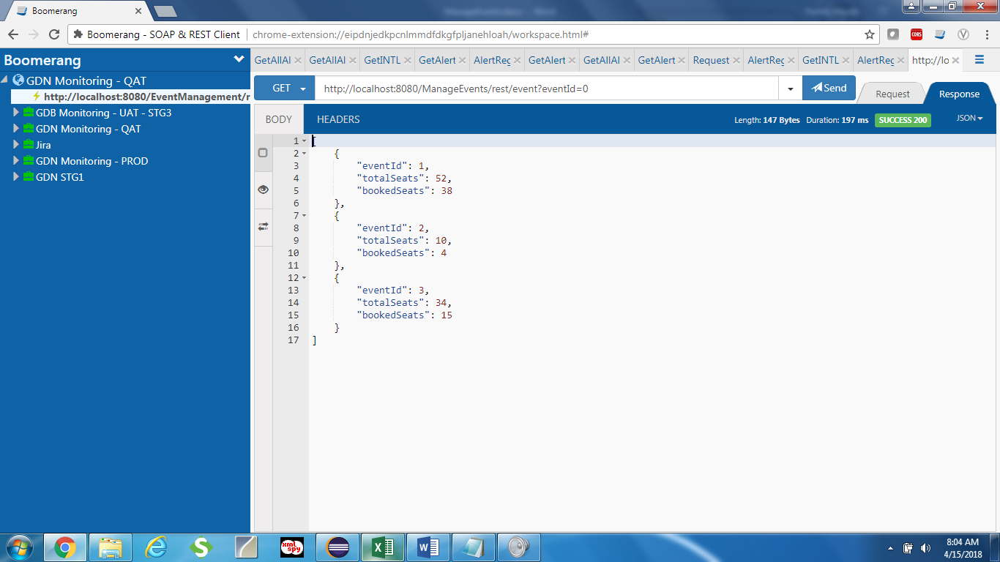 Boomerang
Boomerang - SOAP & REST Client
chrome-extension://eipdnjedkpcnlmmdfdkgfpljanehloah/workspace.html#
CORS
Boomerang
GDN Monitoring - QAT
http://localhost:8080/EventManagement/r
GDB Monitoring - UAT - STG3
GDN Monitoring - QAT
Jira
GDN Monitoring - PROD
GDN STG1
GetAllAl
GetAllAl
GetINTL
GetAlert
AlertReg
GetAlert
GetAllAl
GetAlert
Request
AlertReg
GetINTL
AlertReg
http://lo
GET
http://localhost:8080/ManageEvents/rest/event?eventId=0
Send
Request
Response
BODY
HEADERS
Length: 147 Bytes Duration: 197 ms SUCCESS 200
JSON
1 [
2 {
3 "eventId": 1,
4 "totalSeats": 52,
5 "bookedSeats": 38
6 },
7 {
8 "eventId": 2,
9 "totalSeats": 10,
10 "bookedSeats": 4
11 },
12 {
13 "eventId": 3,
14 "totalSeats": 34,
15 "bookedSeats": 15
16 }
17 ]
xml
spy
8:04 AM
4/15/2018